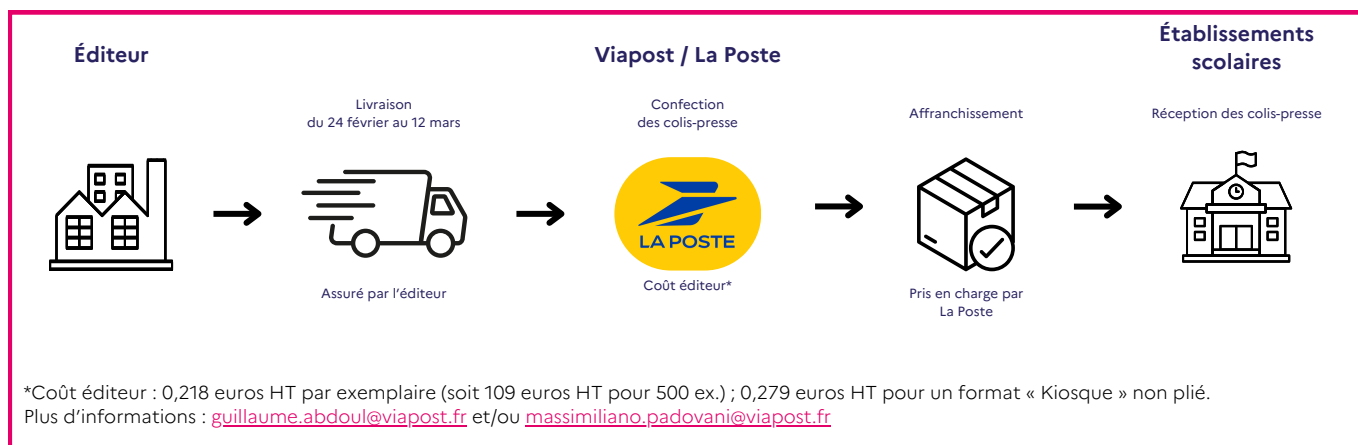 Éditeur
Viapost / La Poste
Établissements
scolaires
Livraison
du 24 février au 12 mars
Confection
des colis-presse
Affranchissement
Réception des colis-presse
LA POSTE
Assuré par l'éditeur
Coût éditeur*
Pris en charge par
La Poste
*Coût éditeur : 0,218 euros HT par exemplaire (soit 109 euros HT pour 500 ex.) ; 0,279 euros HT pour un format « Kiosque » non plié.
Plus d'informations : guillaume.abdoul@viapost.fr et/ou massimiliano.padovani@viapost.fr